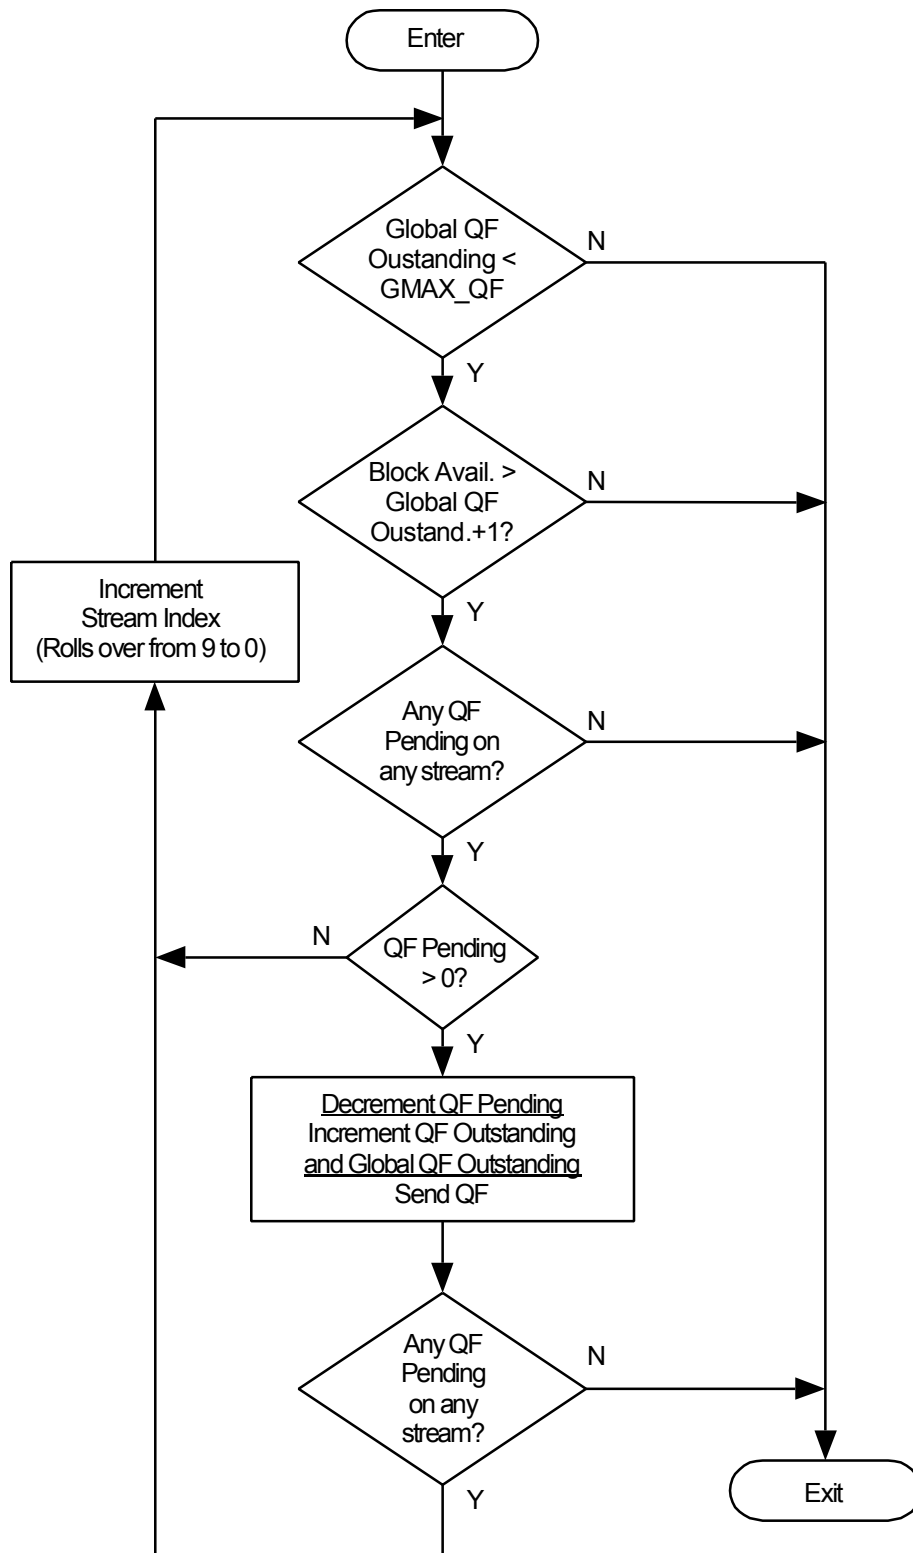 Enter
Global QF
Oustanding <
GMAX_QF
N
Y
Block Avail. >
Global QF
Oustand.+1?
N
Y
Increment
Stream Index
(Rolls over from 9 to 0)
Any QF
Pending on
any stream?
N
Y
QF Pending
> 0?
N
Y
Decrement QF Pending
Increment QF Outstanding
and Global QF Outstanding
Send QF
Any QF
Pending
on any
stream?
N
Y
Exit